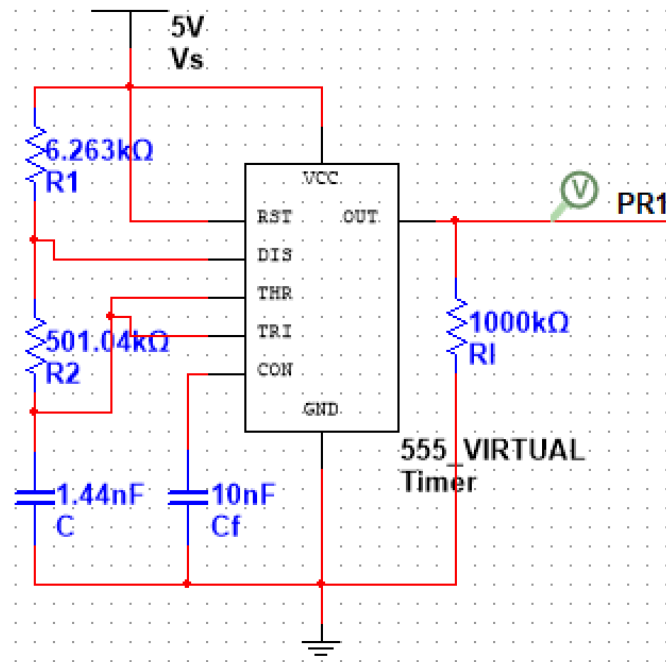 5V
Vs
6.263kΩ
R1
VCC
RST
OUT
DIS
THR
TRI
CON
GND
V
PR1
501.04kΩ
R2
1000kΩ
Rl
555_VIRTUAL
Timer
1.44nF
C
10nF
Cf